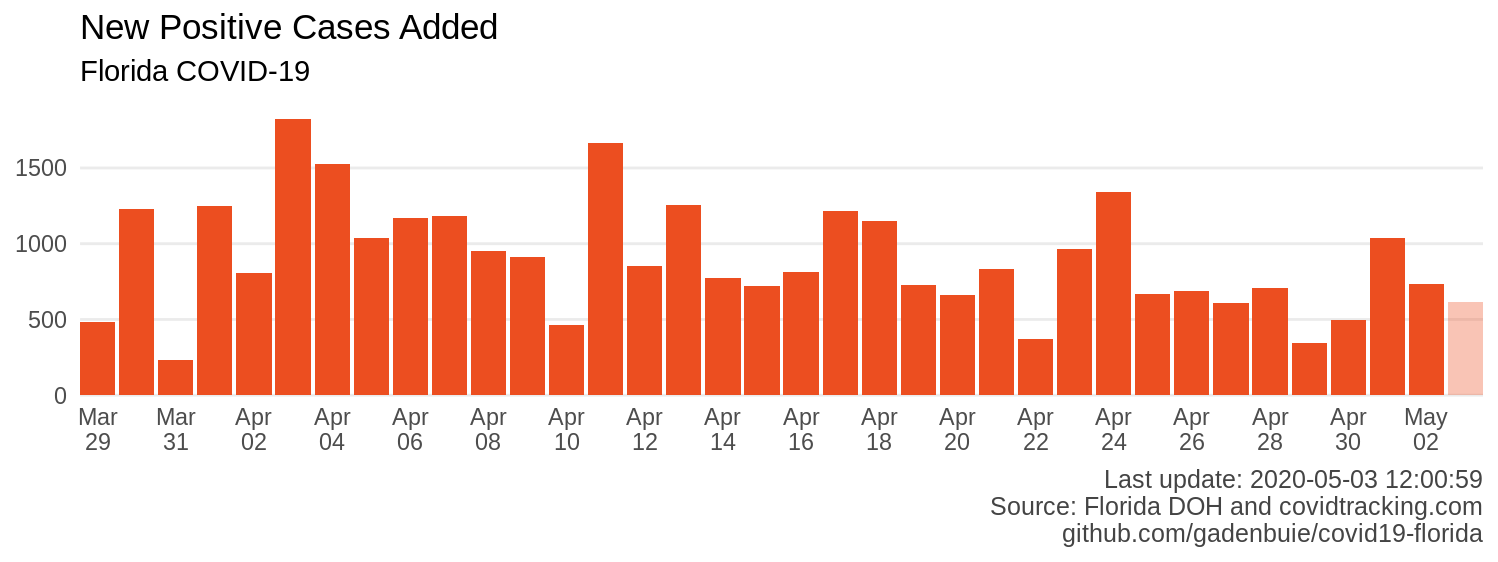 New Positive Cases Added
Florida COVID-19
1500
1000
500
0
Mar Mar Apr Apr Apr Apr Apr Apr Apr Apr Apr Apr Apr Apr Apr Apr Apr May
29 31 02 04 06 08 10 12 14 16 18 20 22 24 26 28 30 02
Last update: 2020-05-03 12:00:59
Source: Florida DOH and covidtracking.com
github.com/gadenbuie/covid19-florida